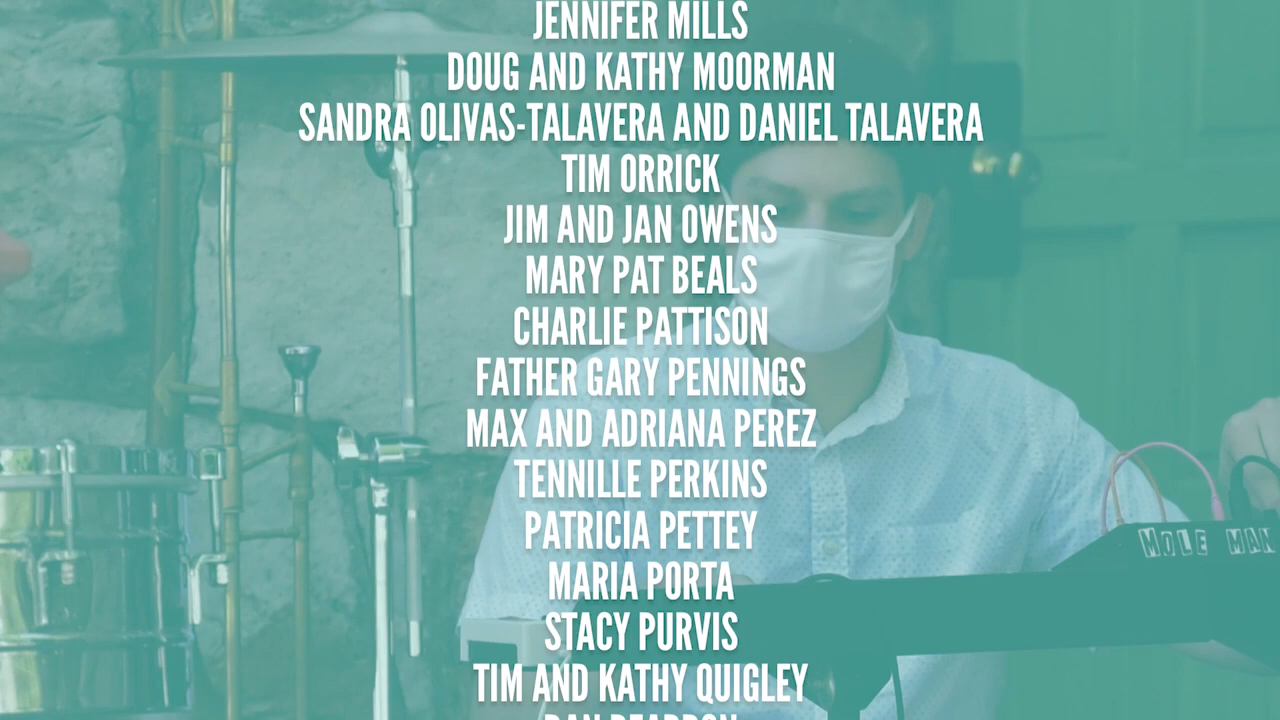 JENNIFER MILLS
DOUG AND KATHY MOORMAN
SANDRA OLIVAS-TALAVERA AND DANIEL TALAVERA
TIM ORRICK
JIM AND JAN OWENS
MARY PAT BEALS
CHARLIE PATTISON
FATHER GARY PENNINGS
MAX AND ADRIANA PEREZ
TENNILLE PERKINS
PATRICIA PETTEY
MARIA PORTA
STACY PURVIS
TIM AND KATHY QUIGLEY
MOLE MAN